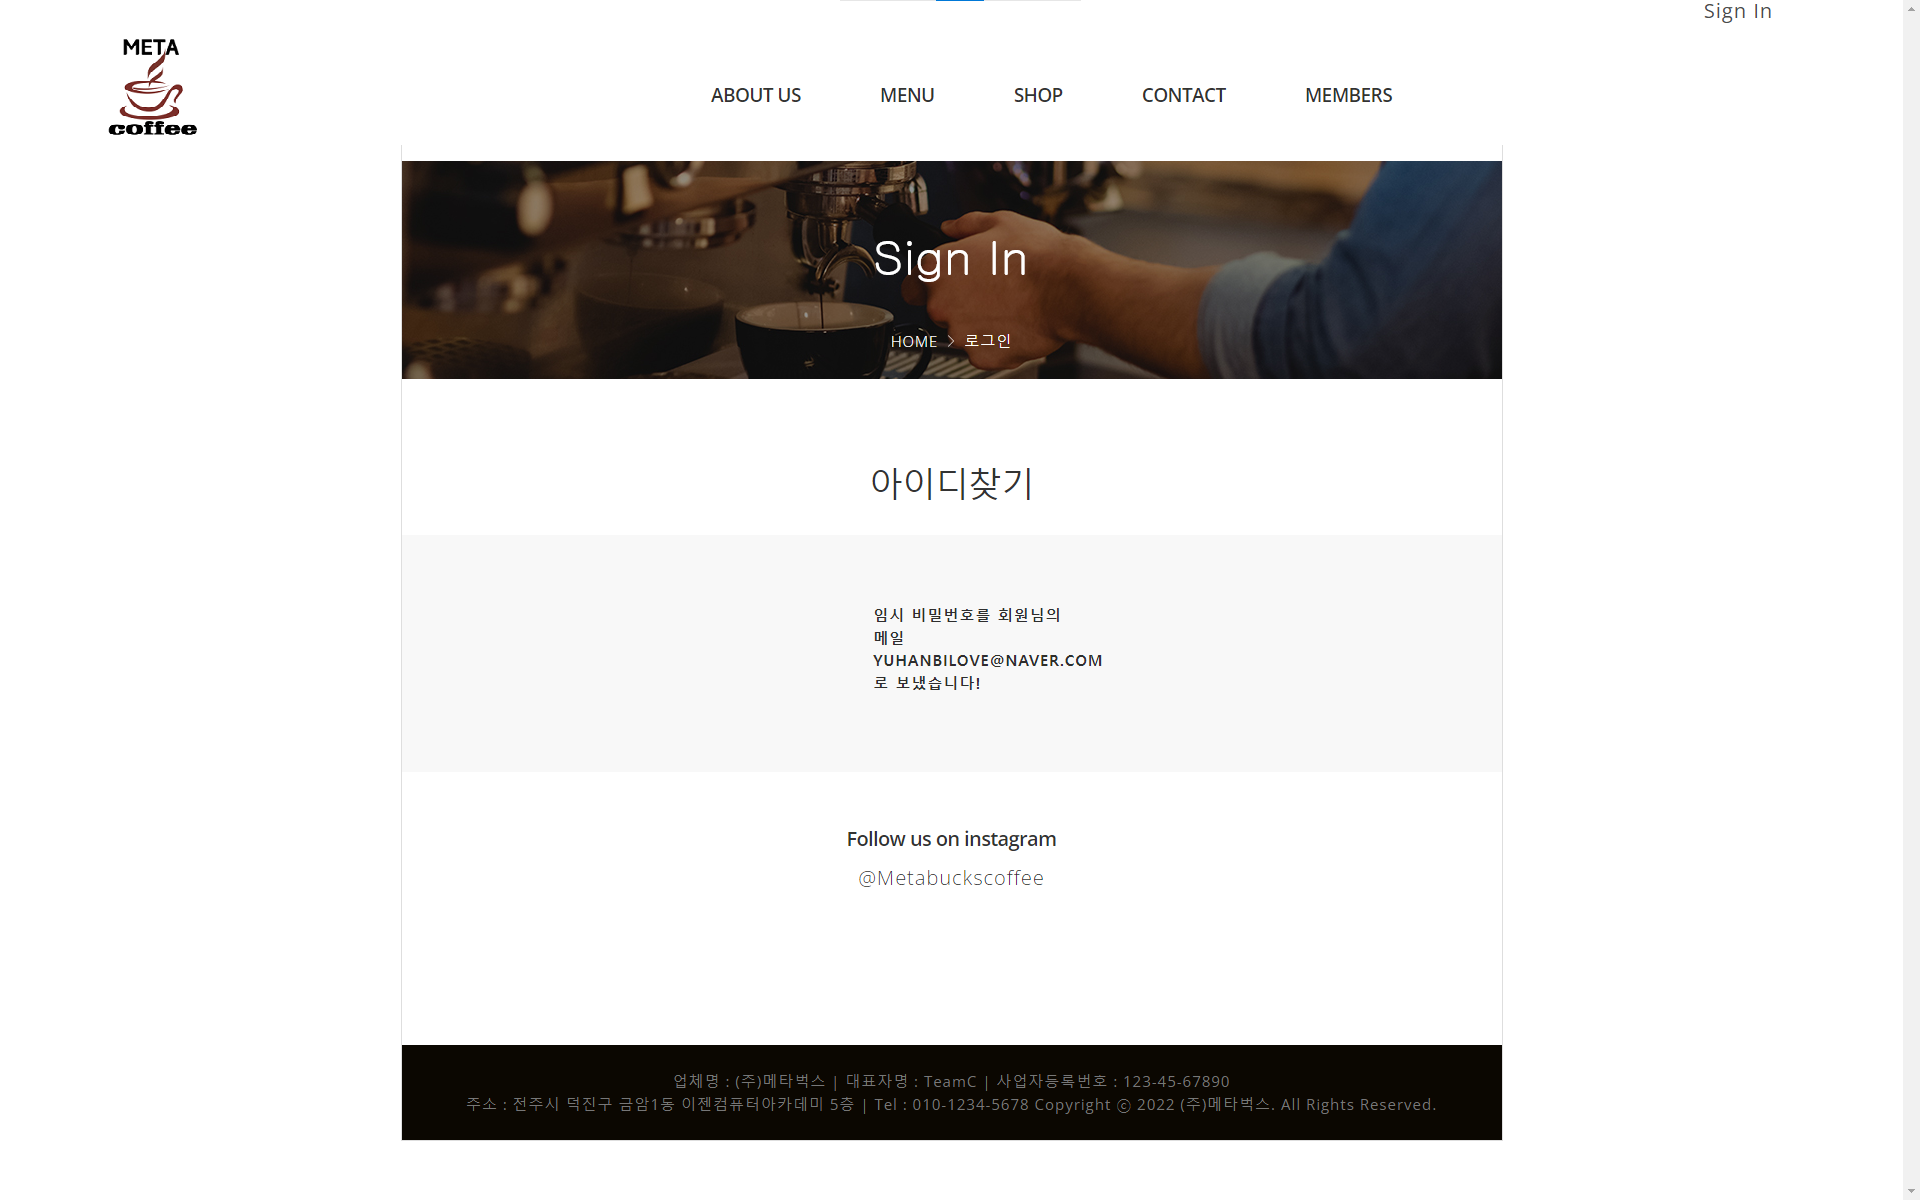 Sign In
META
coffee
ABOUT US
MENU
SHOP
CONTACT
MEMBERS
Sign In
HOME > 로그인
아이디찾기
임시 비밀번호를 회원님의
메일
YUHANBILOVE@NAVER.COM
로 보냈습니다!
Follow us on instagram
@Metabuckscoffee
업체명 : (주)메타벅스 | 대표자명 : TeamC | 사업자등록번호 : 123-45-67890
주소 : 전주시 덕진구 금암1동 이젠컴퓨터아카데미 5층 | Tel : 010-1234-5678 Copyright ⓒ 2022 (주)메타벅스. All Rights Reserved.